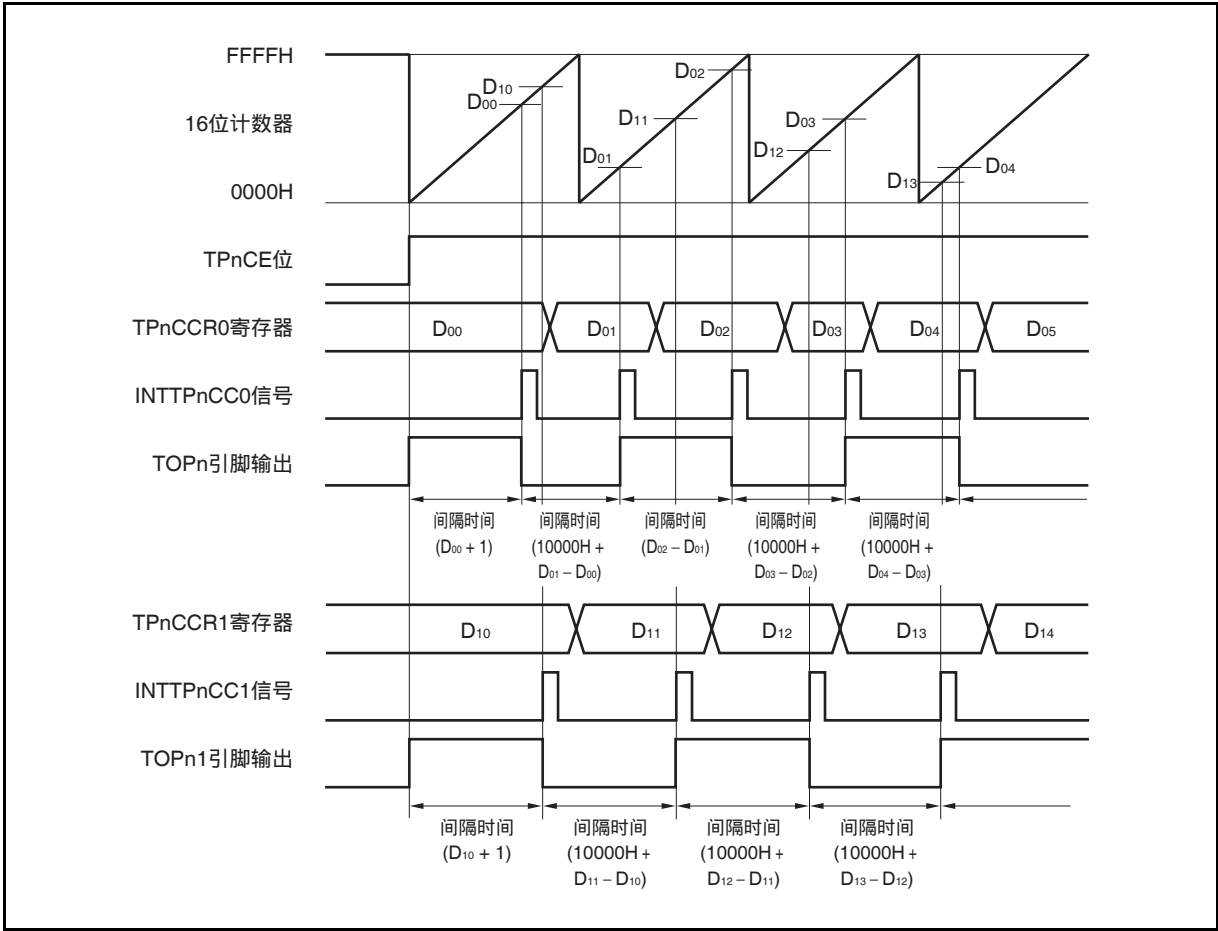 FFFFH
D10
D00
D02
16位计数器
D11
D03
D01
D12
D13
D04
0000H
TPnCE位
TPnCCR0寄存器
D00
D01
D02
D03
D04
D05
INTTPnCC0信号
TOPn引脚输出
间隔时间
(D00 + 1)
间隔时间
(10000H +
D01 – D00)
间隔时间
(D02 – D01)
间隔时间
(10000H +
D03 – D02)
间隔时间
(10000H +
D04 – D03)
TPnCCR1寄存器
D10
D11
D12
D13
D14
INTTPnCC1信号
TOPn1引脚输出
间隔时间
(D10 + 1)
间隔时间
(10000H +
D11 – D10)
间隔时间
(10000H +
D12 – D11)
间隔时间
(10000H +
D13 – D12)